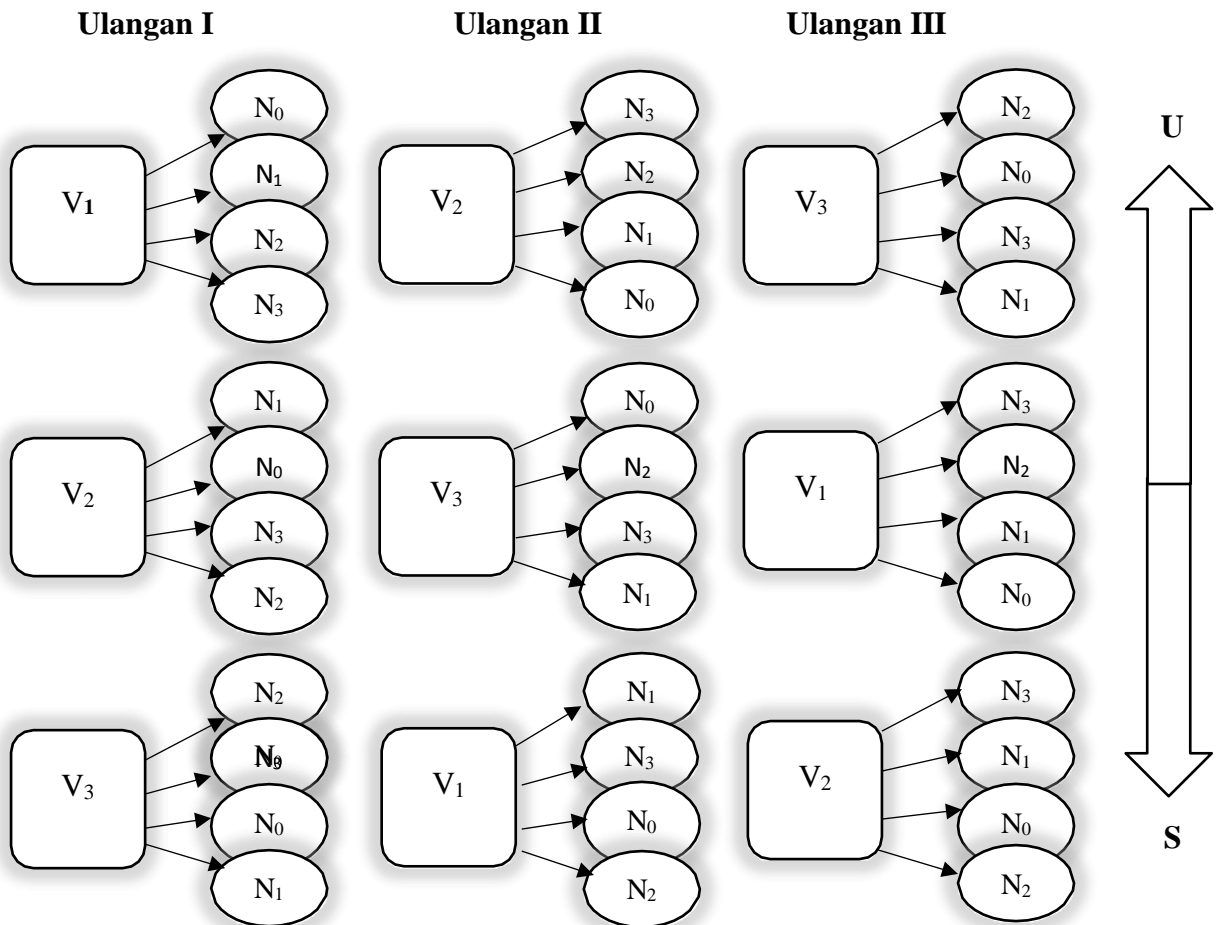 Ulangan I Ulangan II Ulangan III
N₀ N₃ N₂
U
V₁ N₁ V₂ N₂ V₃ N₀
N₂ N₁ N₃
N₃ N₀ N₁
N₁ N₀ N₃
V₂ N₀ V₃ N₂ V₁ N₂
N₃ N₃ N₁
N₂ N₁ N₀
N₂ N₁ N₃
V₃ V₁ N₃ V₂ N₁
N₀ N₀ N₀
S
N₁ N₂ N₂